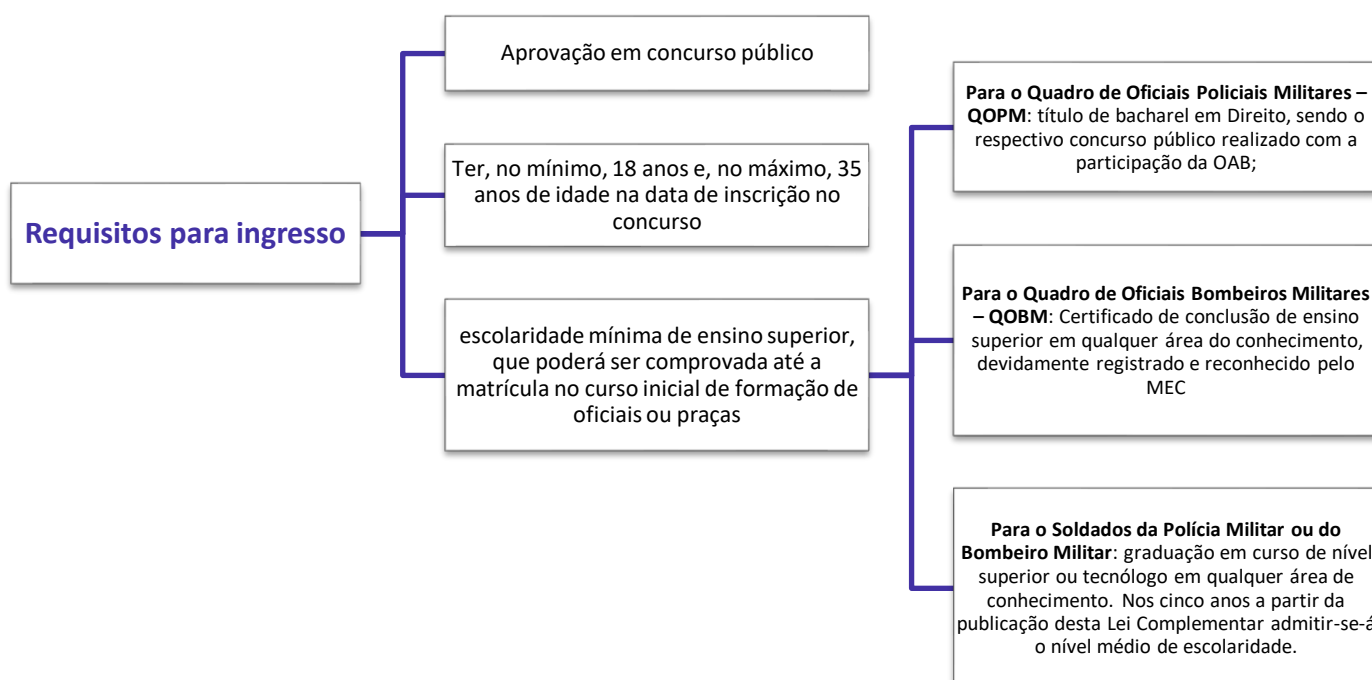 Requisitos para ingresso
Aprovação em concurso público
Ter, no mínimo, 18 anos e, no máximo, 35
anos de idade na data de inscrição no
concurso
escolaridade mínima de ensino superior,
que poderá ser comprovada até a
matrícula no curso inicial de formação de
oficiais ou praças
Para o Quadro de Oficiais Policiais Militares –
QOPM: título de bacharel em Direito, sendo o
respectivo concurso público realizado com a
participação da OAB;
Para o Quadro de Oficiais Bombeiros Militares
– QOBM: Certificado de conclusão de ensino
superior em qualquer área do conhecimento,
devidamente registrado e reconhecido pelo
MEC
Para o Soldados da Polícia Militar ou do
Bombeiro Militar: graduação em curso de nível
superior ou tecnólogo em qualquer área de
conhecimento. Nos cinco anos a partir da
publicação desta Lei Complementar admitir-se-á
o nível médio de escolaridade.